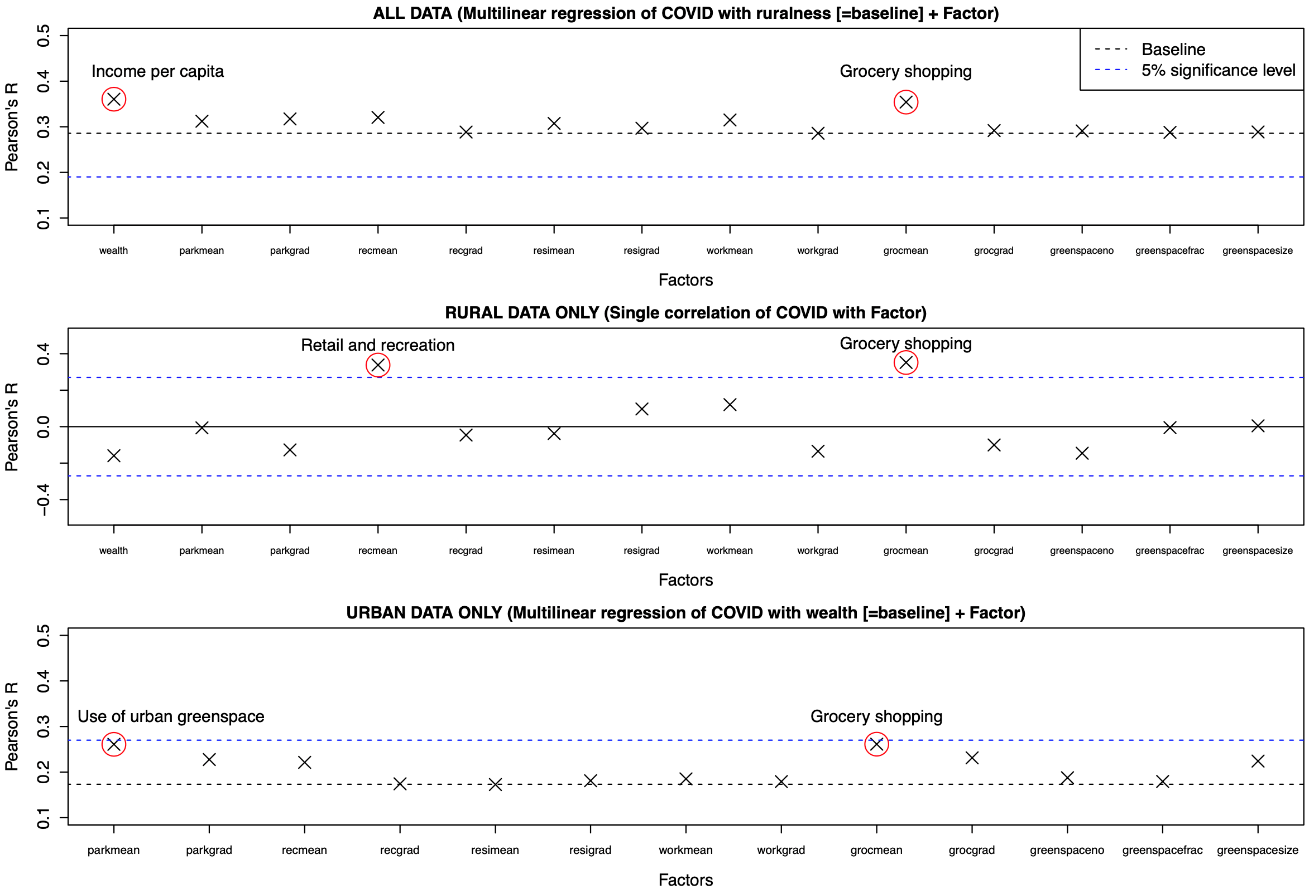 ALL DATA (Multilinear regression of COVID with ruralness [=baseline] + Factor)
Pearson's R
0.5
0.4
0.3
0.2
0.1
Income per capita
Grocery shopping
Baseline
5% significance level
wealth parkmean parkgrad recmean recgrad resimean resigrad workmean workgrad grocmean grocgrad greenspaceno greenspacefrac greenspacesize
Factors
RURAL DATA ONLY (Single correlation of COVID with Factor)
Pearson's R
0.4
0.0
−0.4
Retail and recreation
Grocery shopping
wealth parkmean parkgrad recmean recgrad resimean resigrad workmean workgrad grocmean grocgrad greenspaceno greenspacefrac greenspacesize
Factors
URBAN DATA ONLY (Multilinear regression of COVID with wealth [=baseline] + Factor)
Pearson's R
0.5
0.4
0.3
0.2
0.1
Use of urban greenspace
Grocery shopping
parkmean parkgrad recmean recgrad resimean resigrad workmean workgrad grocmean grocgrad greenspaceno greenspacefrac greenspacesize
Factors